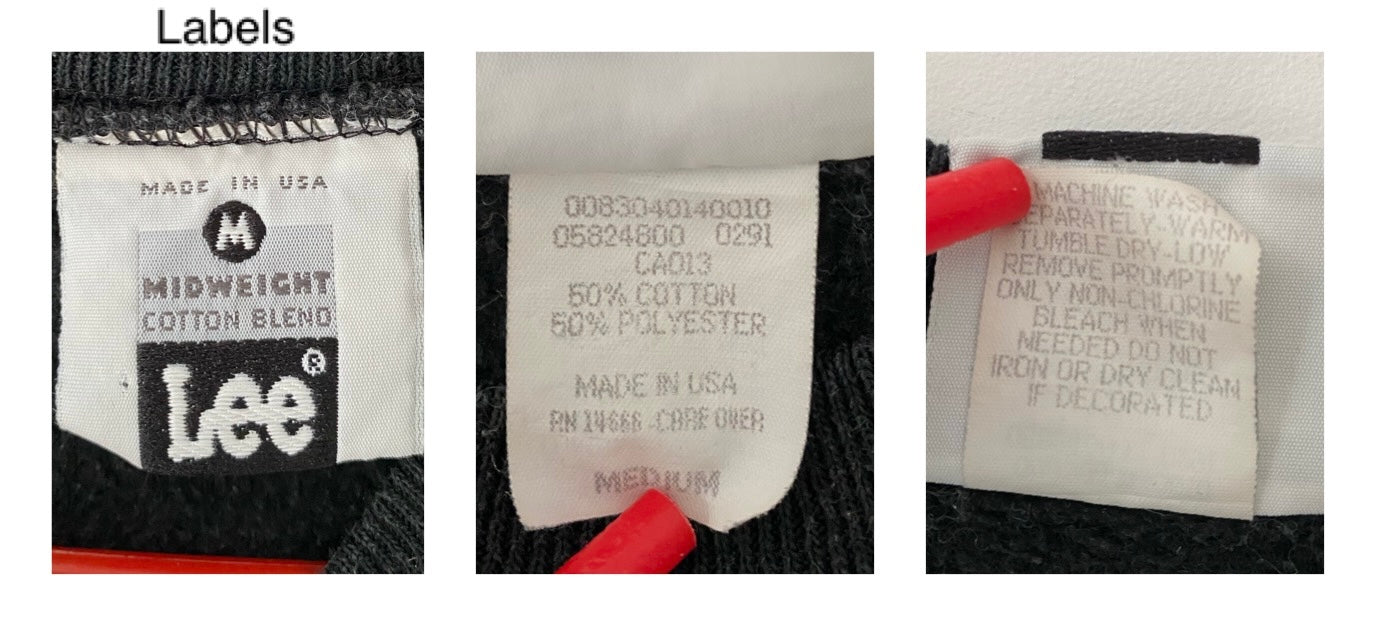 Labels
MADE IN USA
M
MIDWEIGHT
COTTON BLEND
Lee®
0083040140010
05824800 0291
CA013
50% COTTON
50% POLYESTER
MADE IN USA
RN 14666 -CARE OVER
MEDIUM
MACHINE WASH
EPARATELY-WARM
TUMBLE DRY-LOW
REMOVE PROMPTLY
ONLY NON-CHLORINE
BLEACH WHEN
NEEDED DO NOT
IRON OR DRY CLEAN
IF DECORATED